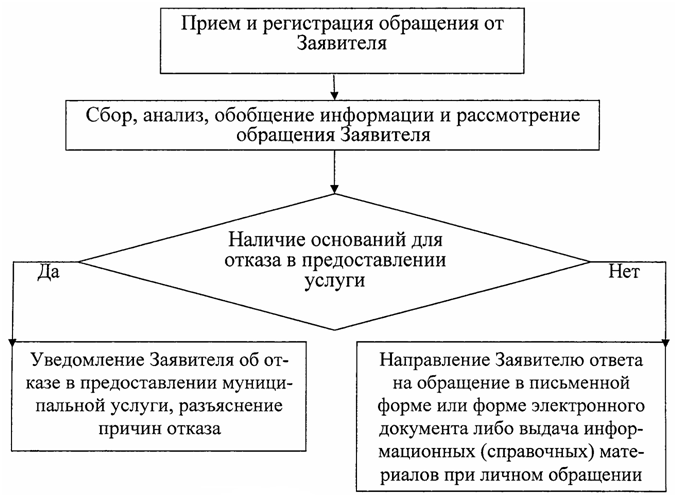 Прием и регистрация обращения от
Заявителя
Сбор, анализ, обобщение информации и рассмотрение
обращения Заявителя
Наличие оснований для
отказа в предоставлении
услуги
Да
Нет
Уведомление Заявителя об от-
казе в предоставлении муници-
пальной услуги, разъяснение
причин отказа
Направление Заявителю ответа
на обращение в письменной
форме или форме электронного
документа либо выдача инфор-
мационных (справочных) мате-
риалов при личном обращении